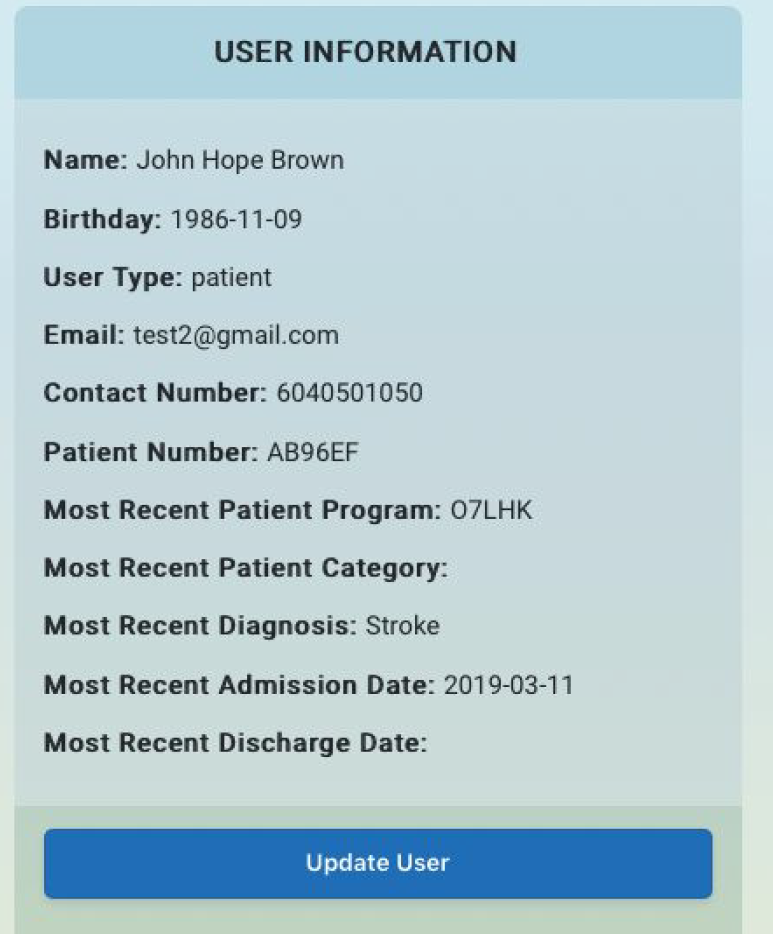 USER INFORMATION
Name: John Hope Brown
Birthday: 1986-11-09
User Type: patient
Email: test2@gmail.com
Contact Number: 6040501050
Patient Number: AB96EF
Most Recent Patient Program: O7LHK
Most Recent Patient Category:
Most Recent Diagnosis: Stroke
Most Recent Admission Date: 2019-03-11
Most Recent Discharge Date:
Update User